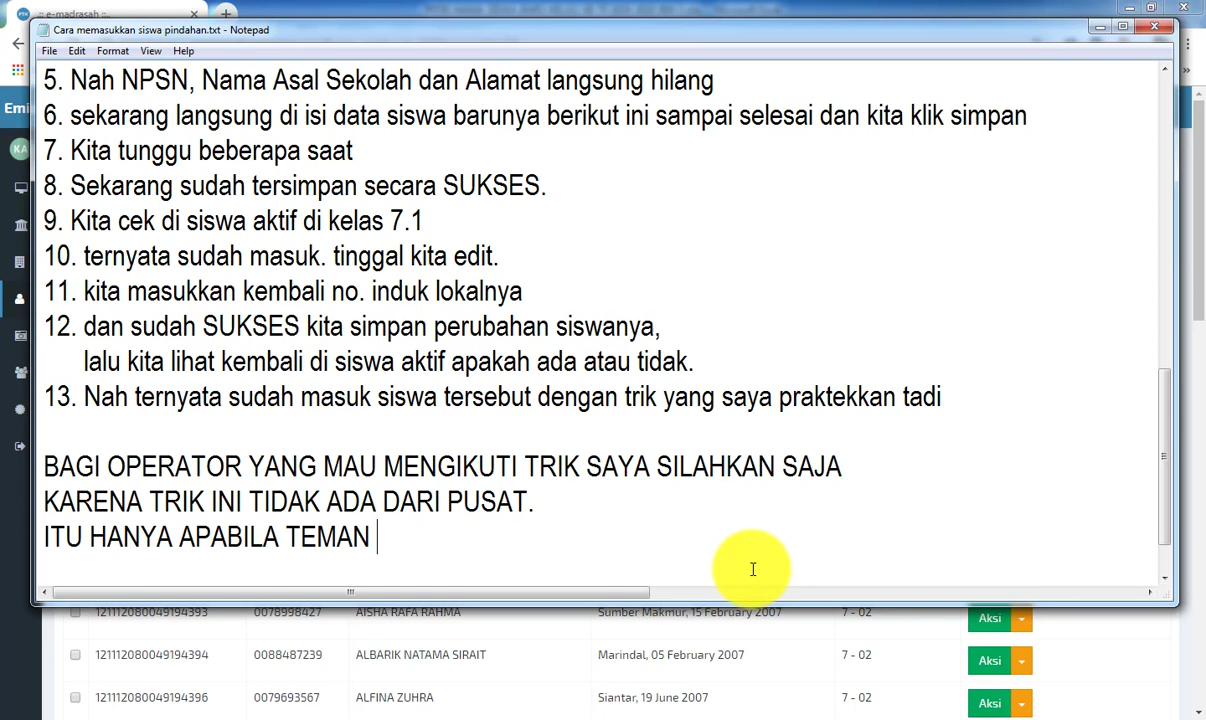 :: e-madrasah ::.
Cara memasukkan siswa pindahan.txt - Notepad
File Edit Format View Help
Emi
KA
5. Nah NPSN, Nama Asal Sekolah dan Alamat langsung hilang
6. sekarang langsung di isi data siswa barunya berikut ini sampai selesai dan kita klik simpan
7. Kita tunggu beberapa saat
8. Sekarang sudah tersimpan secara SUKSES.
9. Kita cek di siswa aktif di kelas 7.1
10. ternyata sudah masuk. tinggal kita edit.
11. kita masukkan kembali no. induk lokalnya
12. dan sudah SUKSES kita simpan perubahan siswanya,
lalu kita lihat kembali di siswa aktif apakah ada atau tidak.
13. Nah ternyata sudah masuk siswa tersebut dengan trik yang saya praktekkan tadi
BAGI OPERATOR YANG MAU MENGIKUTI TRIK SAYA SILAHKAN SAJA
KARENA TRIK INI TIDAK ADA DARI PUSAT.
ITU HANYA APABILA TEMAN
121112080049194393 0078998427 AISHA RAFA RAHMA Sumber Makmur, 15 February 2007 7 - 02 Aksi
121112080049194394 0088487239 ALBARIK NATAMA SIRAIT Marindal, 05 February 2007 7 - 02 Aksi
121112080049194396 0079693567 ALFINA ZUHRA Siantar, 19 June 2007 7 - 02 Aksi